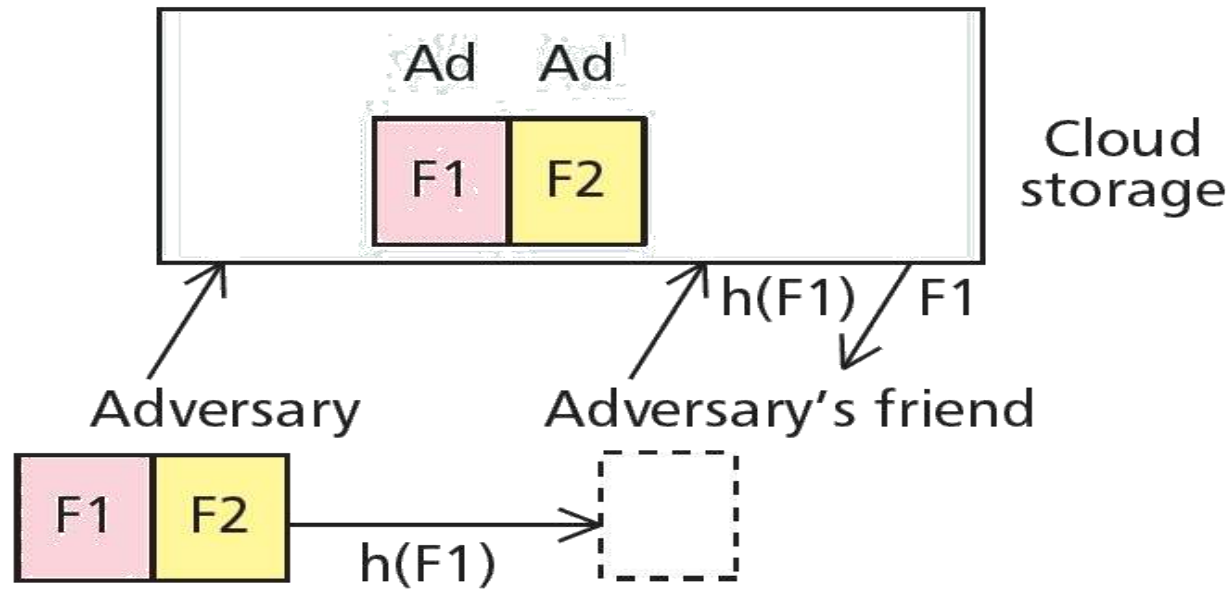 Ad Ad
F1 F2
Cloud
storage
h(F1) F1
Adversary Adversary's friend
F1 F2
h(F1)